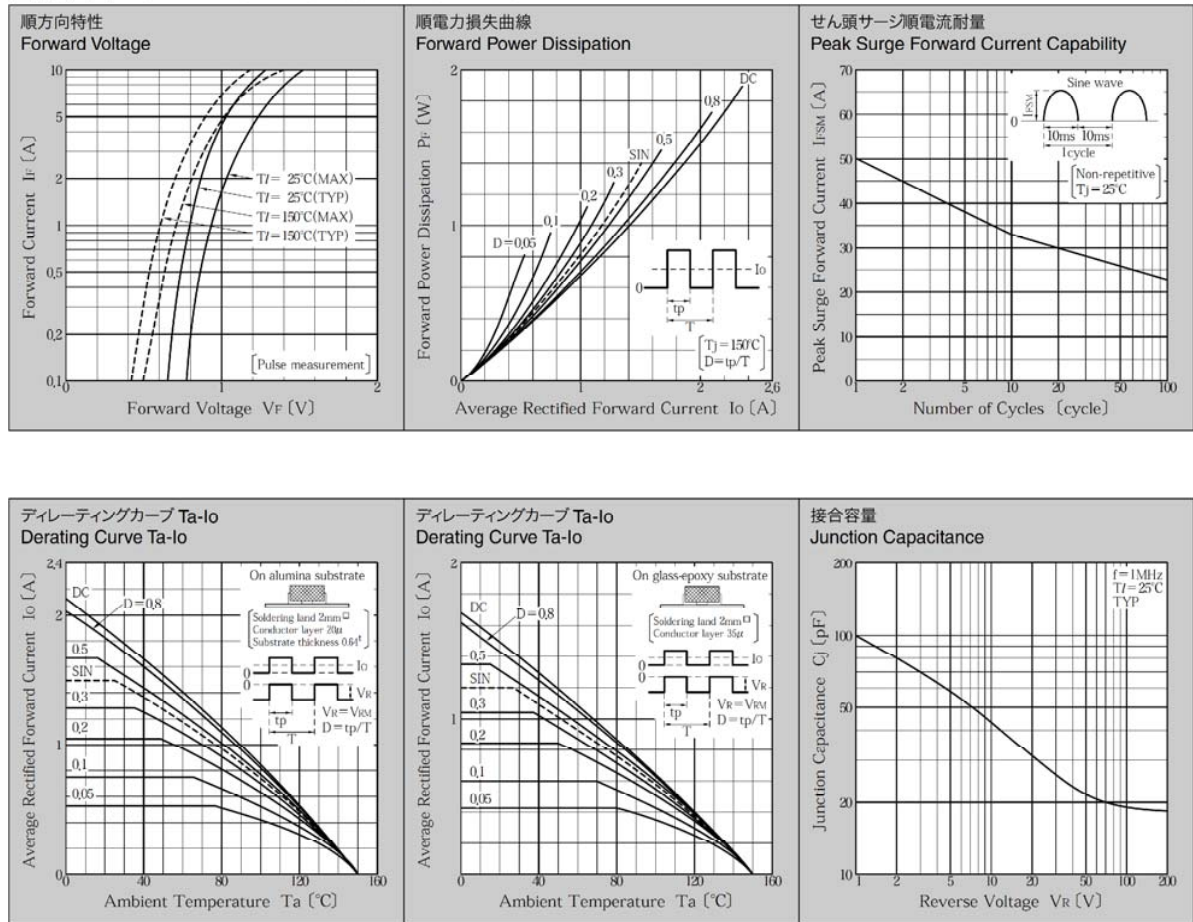 順方向特性
Forward Voltage
10
5
2
1
0.5
0.2
0.1
0
1
2
Forward Current IF [A]
Tl= 25°C(MAX)
Tl= 25°C(TYP)
Tl=150°C(MAX)
Tl=150°C(TYP)
[Pulse measurement]
Forward Voltage VF [V]
順電力損失曲線
Forward Power Dissipation
2
1
0
1
2
2.6
Forward Power Dissipation PF [W]
DC
0.8
0.5
SIN
0.3
0.2
0.1
D=0.05
0
Io
tp
T
Tj=150°C
D=tp/T
Average Rectified Forward Current Io [A]
せん頭サージ順電流耐量
Peak Surge Forward Current Capability
70
60
50
40
30
20
10
0
1
2
5
10
20
50
100
Peak Surge Forward Current IFSM [A]
Sine wave
IFSM
0
10ms
10ms
1cycle
Non-repetitive
Tj=25°C
Number of Cycles [cycle]
ディレーティングカーブ Ta-Io
Derating Curve Ta-Io
2.4
2
1
0
0
40
80
120
160
Average Rectified Forward Current Io [A]
DC
D=0.8
0.5
SIN
0.3
0.2
0.1
0.05
On alumina substrate
Soldering land 2mm□
Conductor layer 20μ
Substrate thickness 0.64t
0
Io
0
VR
tp
T
VR=VRM
D=tp/T
Ambient Temperature Ta [°C]
ディレーティングカーブ Ta-Io
Derating Curve Ta-Io
2
1
0
0
40
80
120
160
Average Rectified Forward Current Io [A]
DC
D=0.8
0.5
SIN
0.3
0.2
0.1
0.05
On glass-epoxy substrate
Soldering land 2mm□
Conductor layer 35μ
0
Io
0
VR
tp
T
VR=VRM
D=tp/T
Ambient Temperature Ta [°C]
接合容量
Junction Capacitance
200
100
50
20
10
1
2
5
10
20
50
100
200
Junction Capacitance Cj [pF]
f=1MHz
Tl=25°C
TYP
Reverse Voltage VR [V]